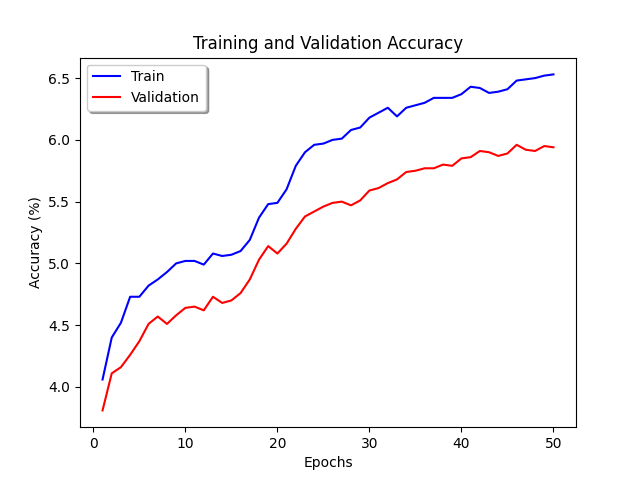 Training and Validation Accuracy
Train
Validation
Accuracy (%)
6.5
6.0
5.5
5.0
4.5
4.0
0 10 20 30 40 50
Epochs